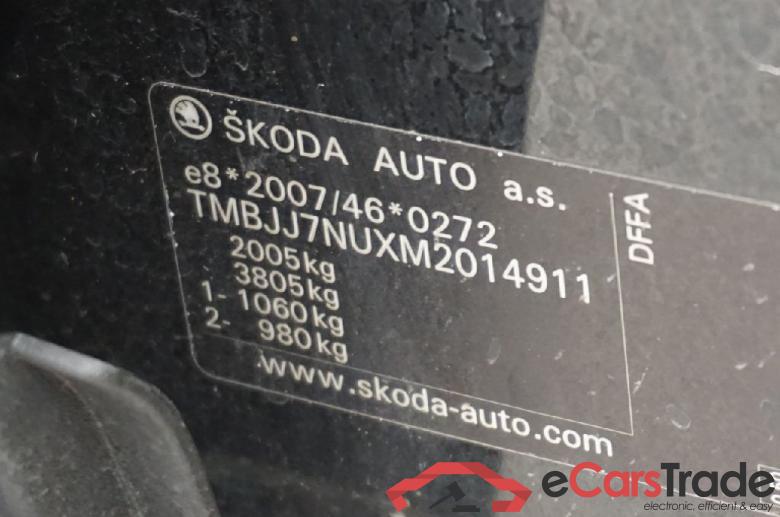 ŠKODA AUTO a.s.
e8*2007/46*0272
TMBJJ7NUXM2014911
2005kg
3805kg
1- 1060kg
2- 980kg
www.skoda-auto.com
DFFA
eCarsTrade
electronic, efficient & easy